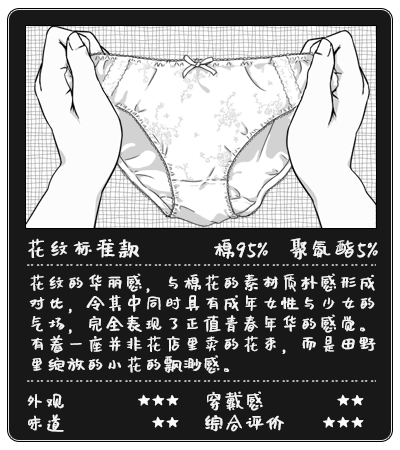 花纹标准款 棉95% 聚氨酯5%
花纹的华丽感，与棉花的素材质朴感形成
对比，令其中同时具有成年女性与少女的
气场，完全表现了正值青春年华的感觉。
有着一座并非花店里卖的花朵，而是田野
里绽放的小花的飘渺感。
外观 ★★★ 穿戴感 ★★
味道 ★★ 综合评价 ★★★